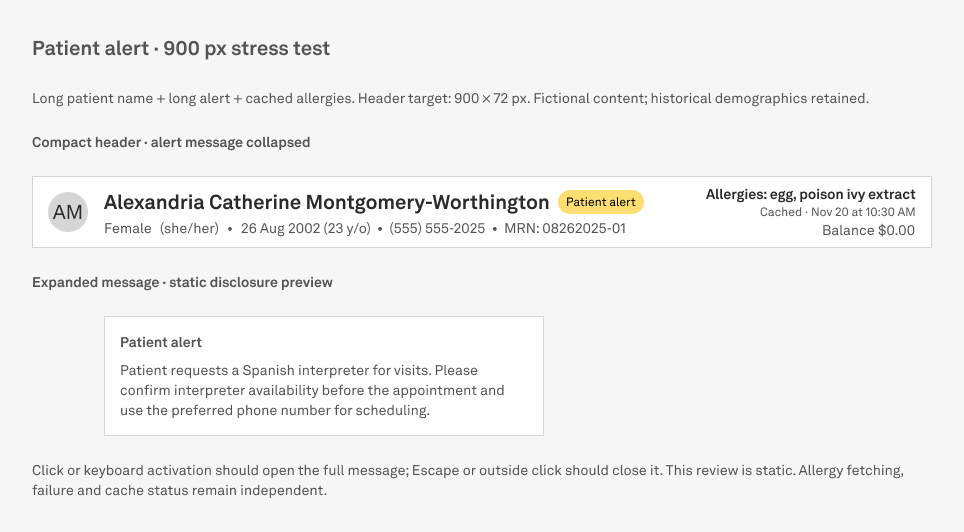 Patient alert · 900 px stress test
Long patient name + long alert + cached allergies. Header target: 900 × 72 px. Fictional content; historical demographics retained.
Compact header · alert message collapsed
AM
Alexandria Catherine Montgomery-Worthington
Patient alert
Female (she/her) • 26 Aug 2002 (23 y/o) • (555) 555-2025 • MRN: 08262025-01
Allergies: egg, poison ivy extract
Cached · Nov 20 at 10:30 AM
Balance $0.00
Expanded message · static disclosure preview
Patient alert
Patient requests a Spanish interpreter for visits. Please
confirm interpreter availability before the appointment and
use the preferred phone number for scheduling.
Click or keyboard activation should open the full message; Escape or outside click should close it. This review is static. Allergy fetching,
failure and cache status remain independent.